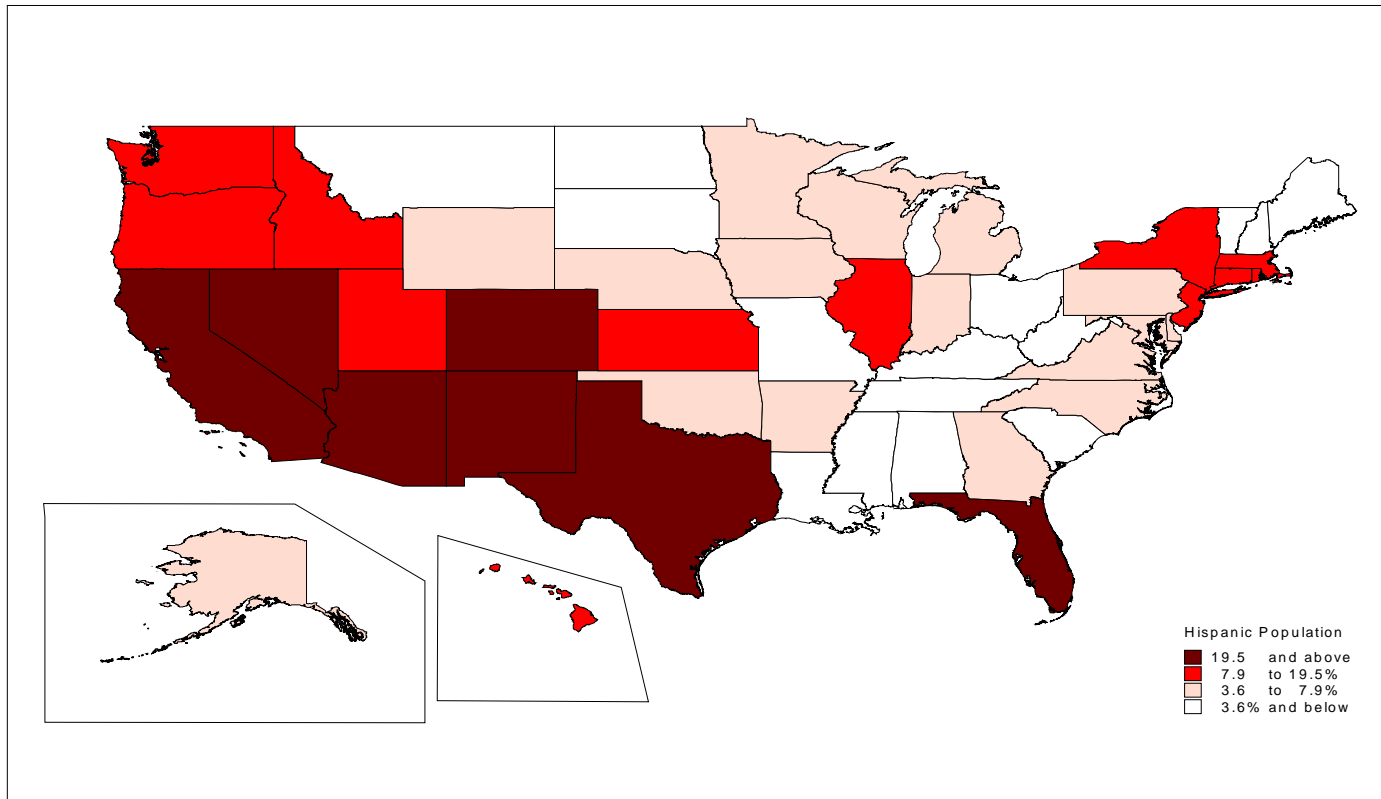 Hispanic Population
19.5 and above
7.9 to 19.5%
3.6 to 7.9%
3.6% and below